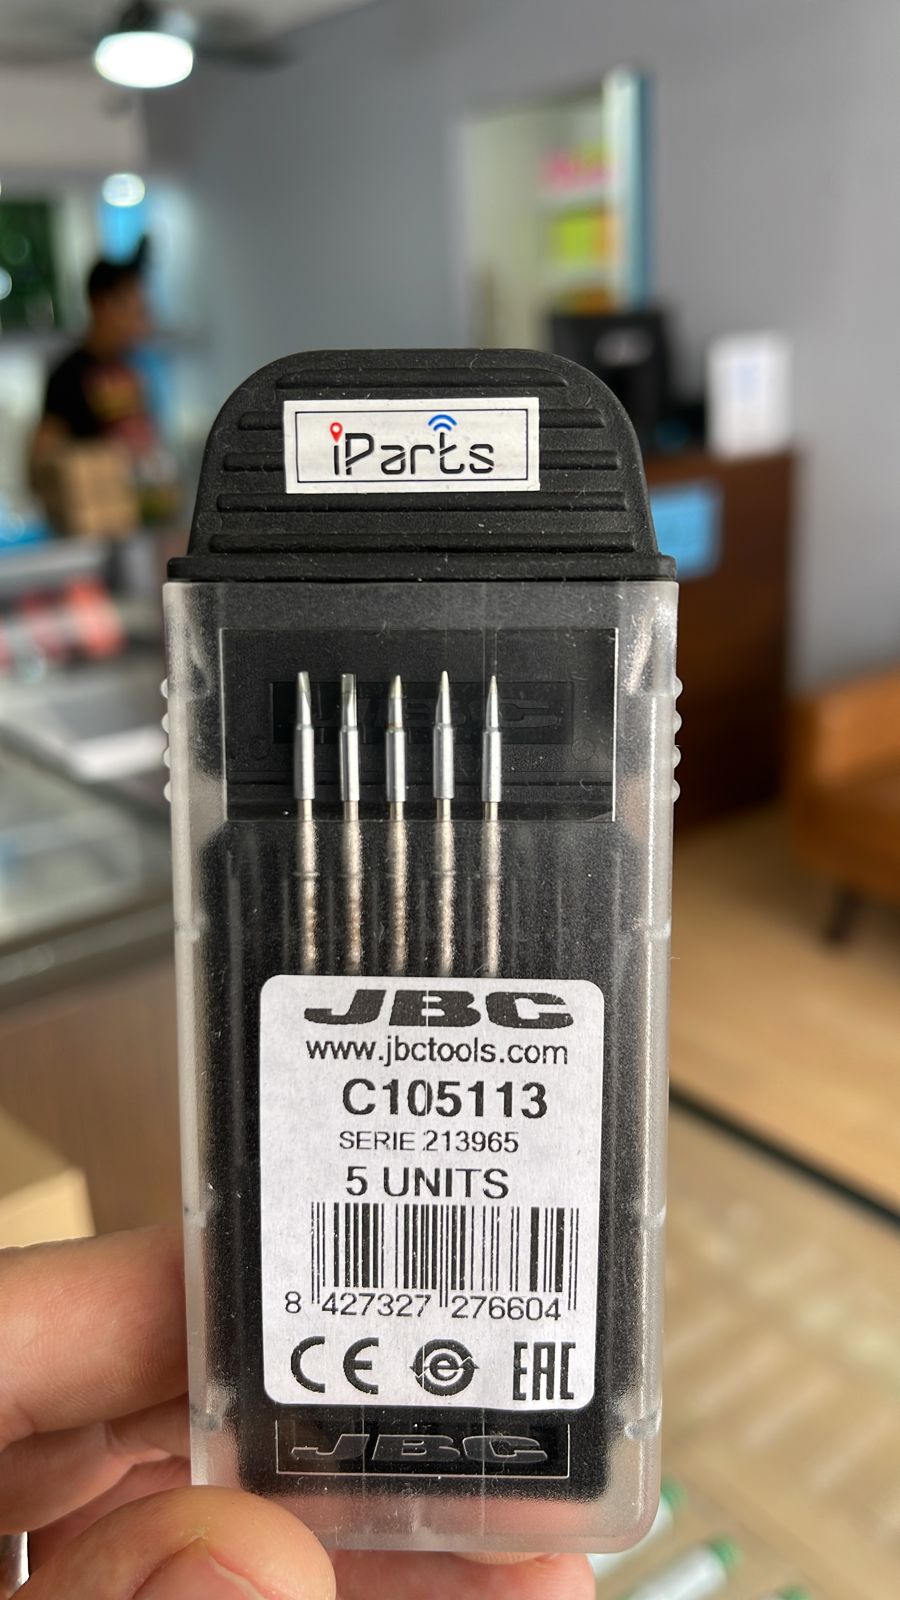 iParts
JBC
JBC
www.jbctools.com
C105113
SERIE 213965
5 UNITS
8 427327 276604
CE e EAC
JBC